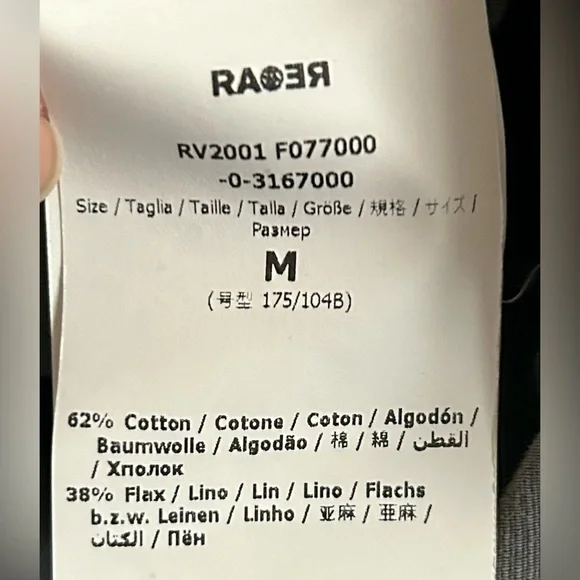 RA⊗ƎЯ
RV2001 F077000
-0-3167000
Size / Taglia / Taille / Talla / Größe / 規格 / サイズ /
Размер
M
(号型 175/104B)
62% Cotton / Cotone / Coton / Algodón /
Baumwolle / Algodão / 棉 / 綿 / القطن
/ Хполок
38% Flax / Lino / Lin / Lino / Flachs
b.z.w. Leinen / Linho / 亚麻 / 亜麻 /
الكتان / Пён